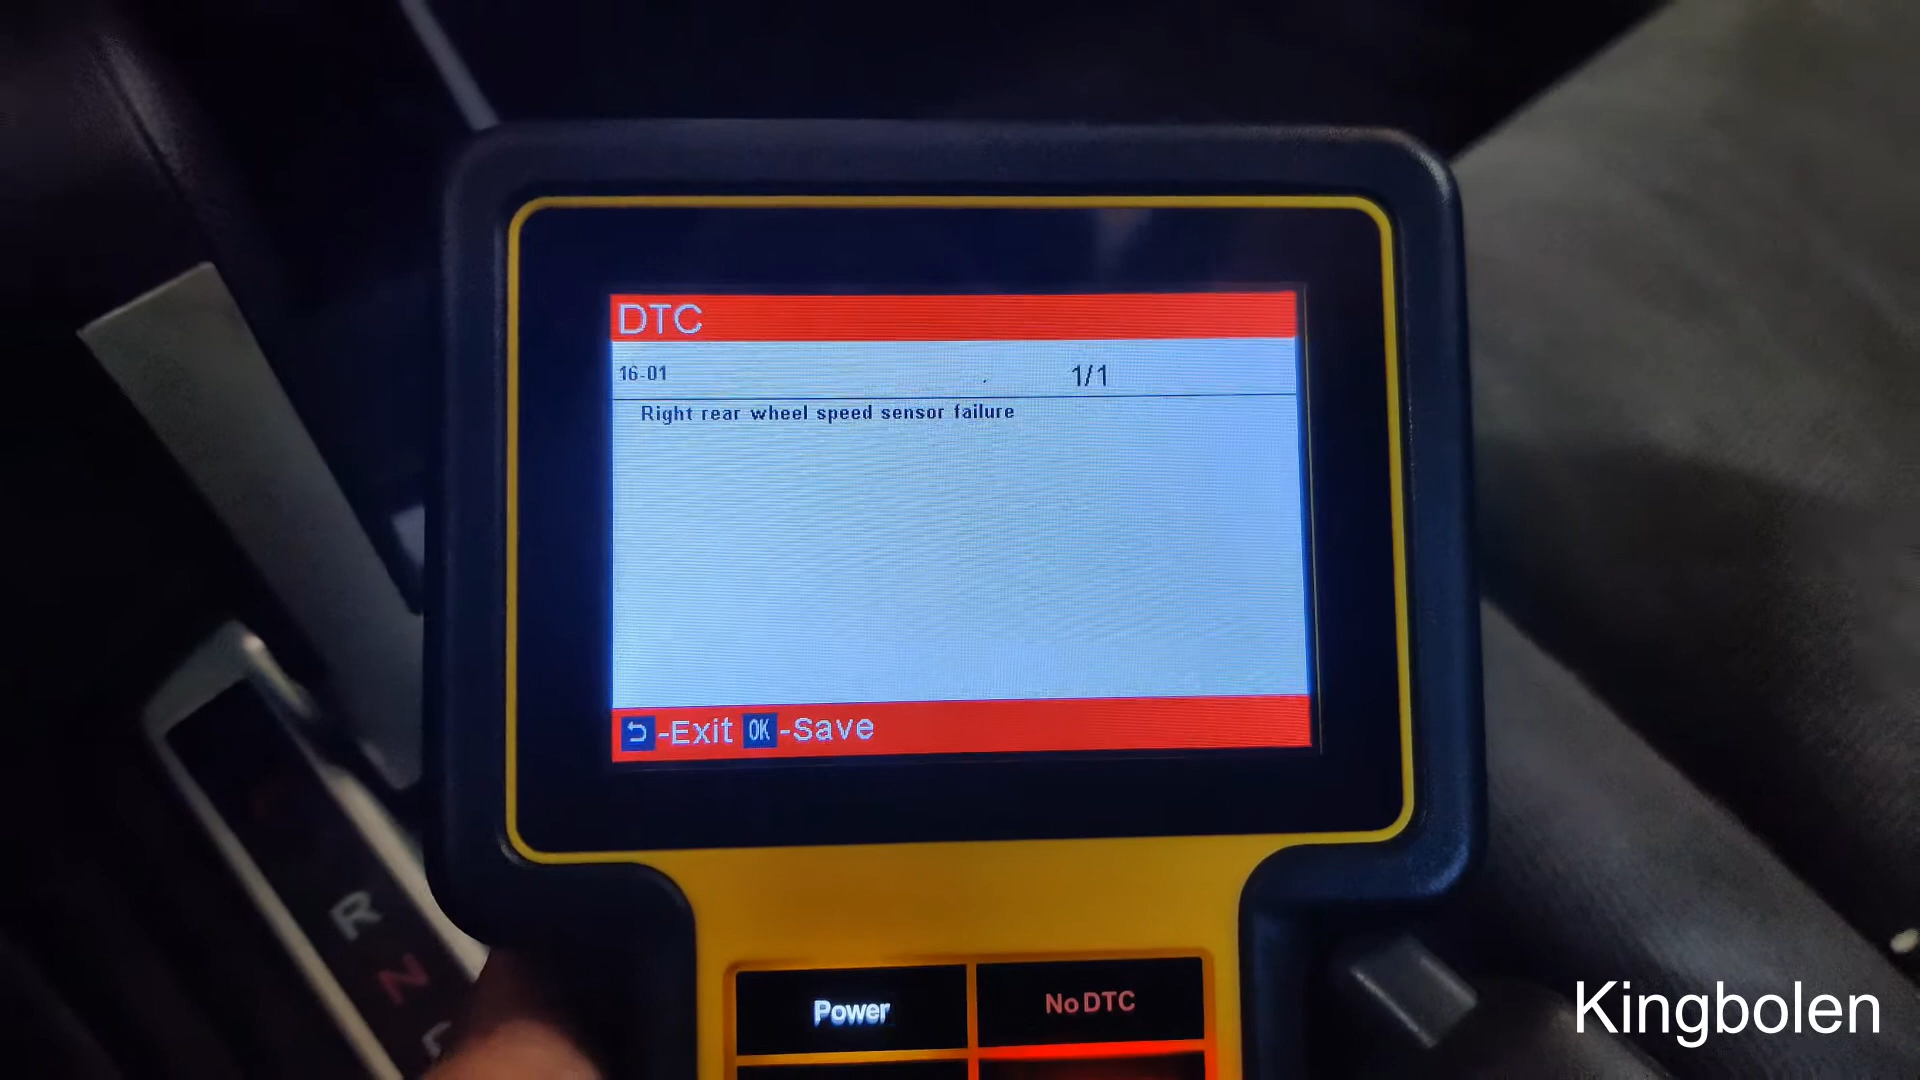 DTC
16-01 1/1
Right rear wheel speed sensor failure
-Exit OK -Save
Power
No DTC
R
N
Kingbolen